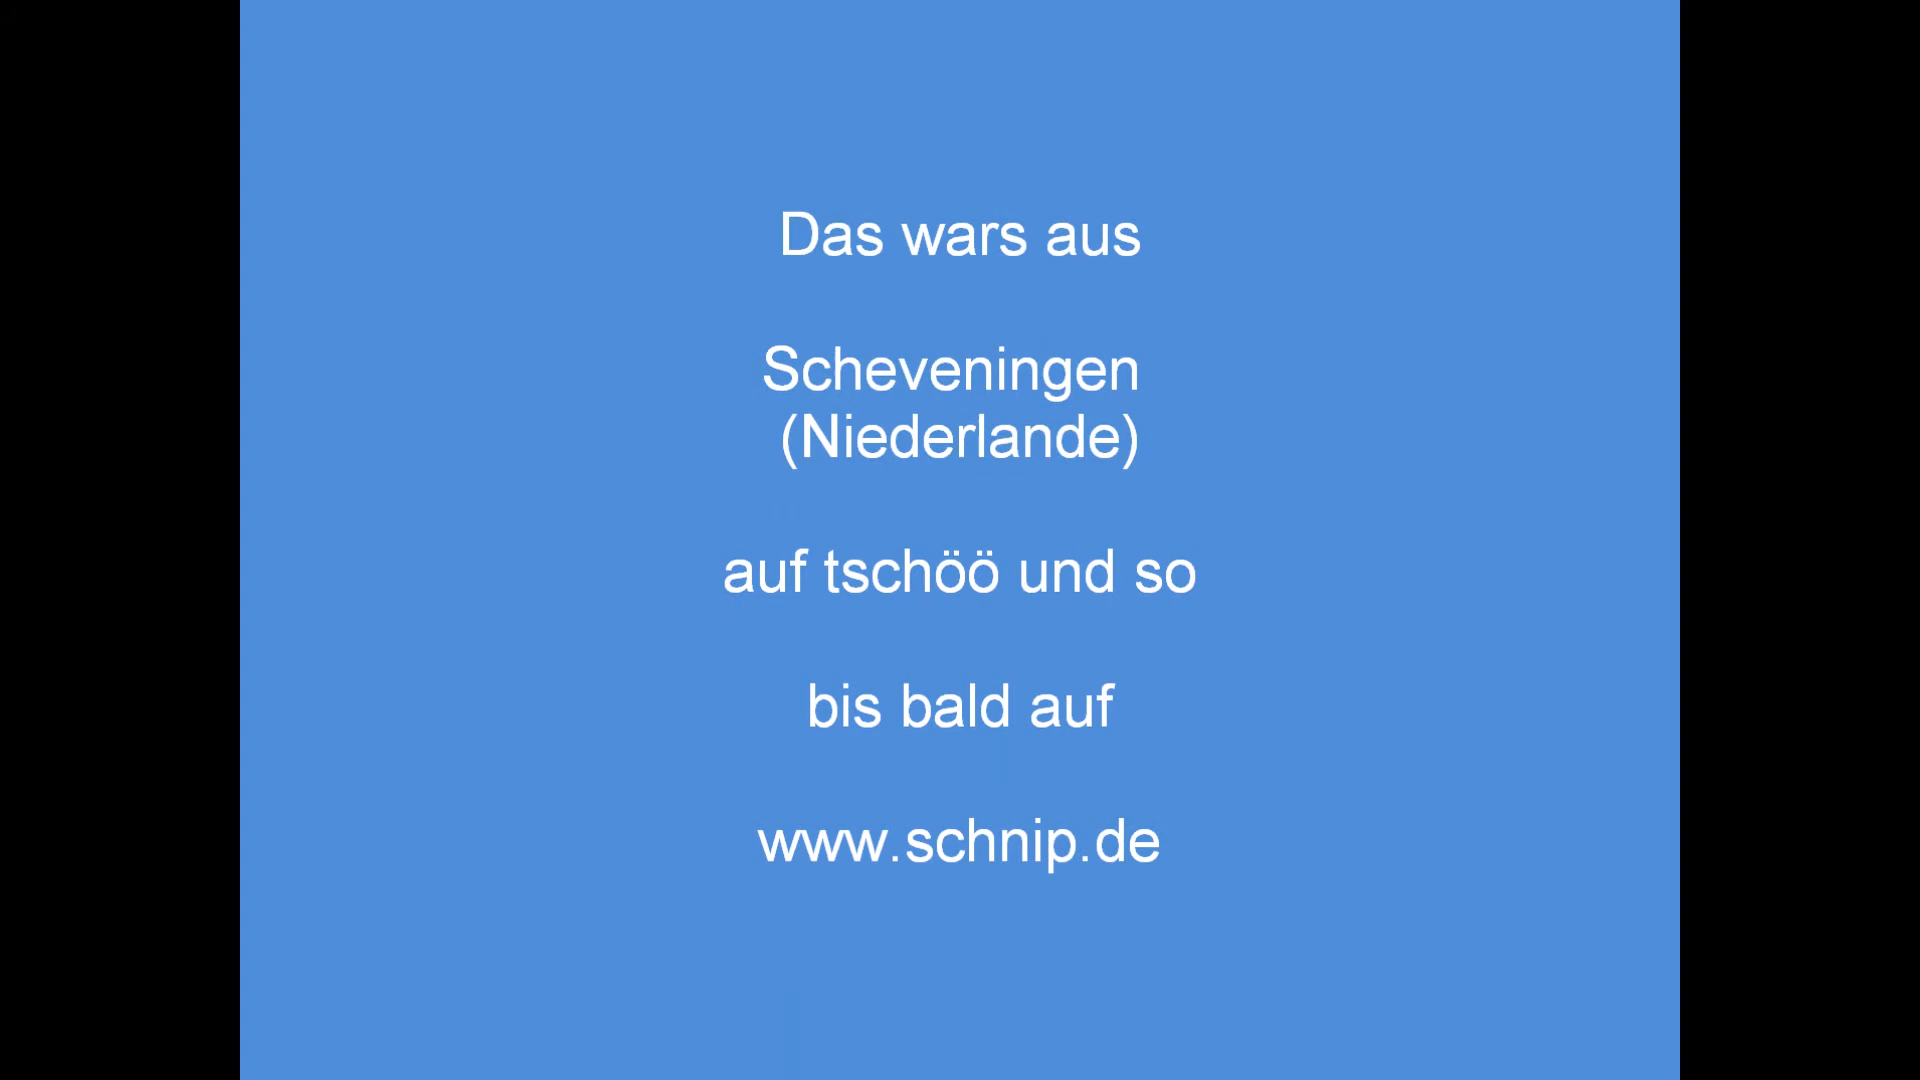 Das wars aus
Scheveningen
(Niederlande)
auf tschöö und so
bis bald auf
www.schnip.de